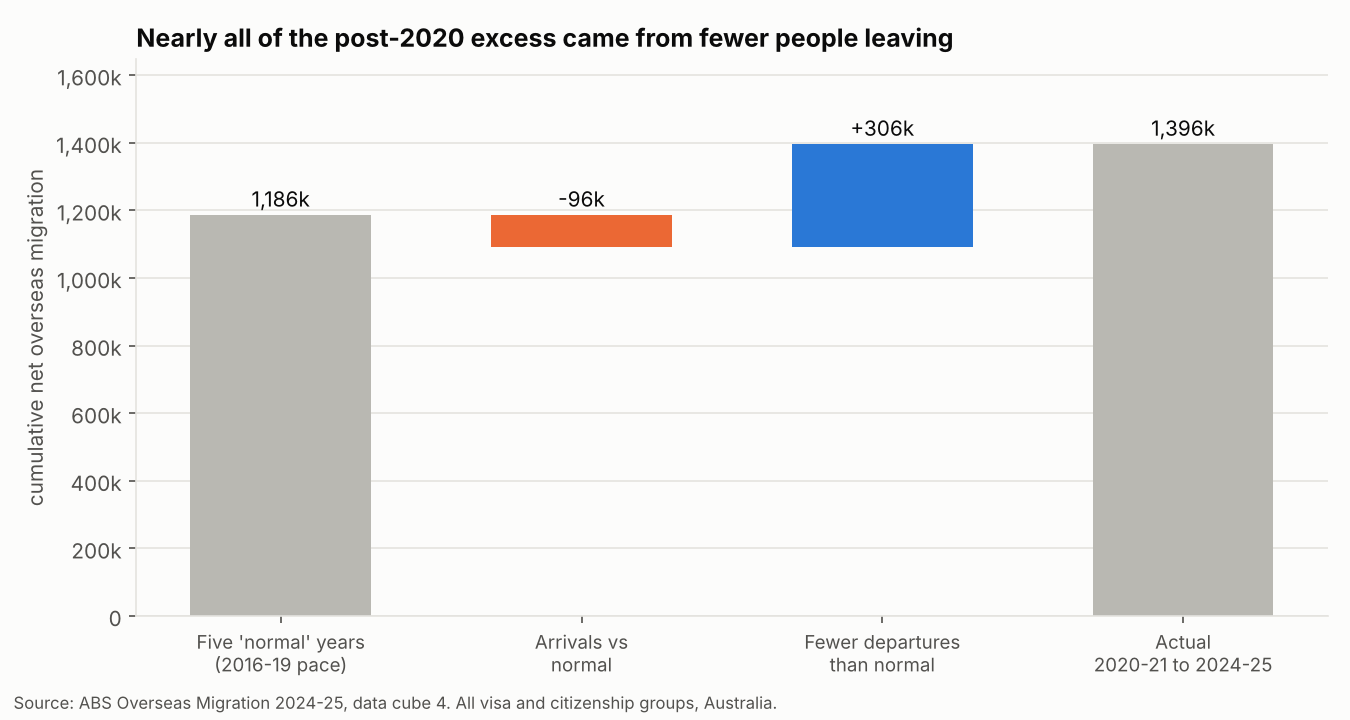 Nearly all of the post-2020 excess came from fewer people leaving
cumulative net overseas migration
1,600k
1,400k
1,200k
1,000k
800k
600k
400k
200k
0
1,186k
-96k
+306k
1,396k
Five 'normal' years
(2016-19 pace)
Arrivals vs
normal
Fewer departures
than normal
Actual
2020-21 to 2024-25
Source: ABS Overseas Migration 2024-25, data cube 4. All visa and citizenship groups, Australia.